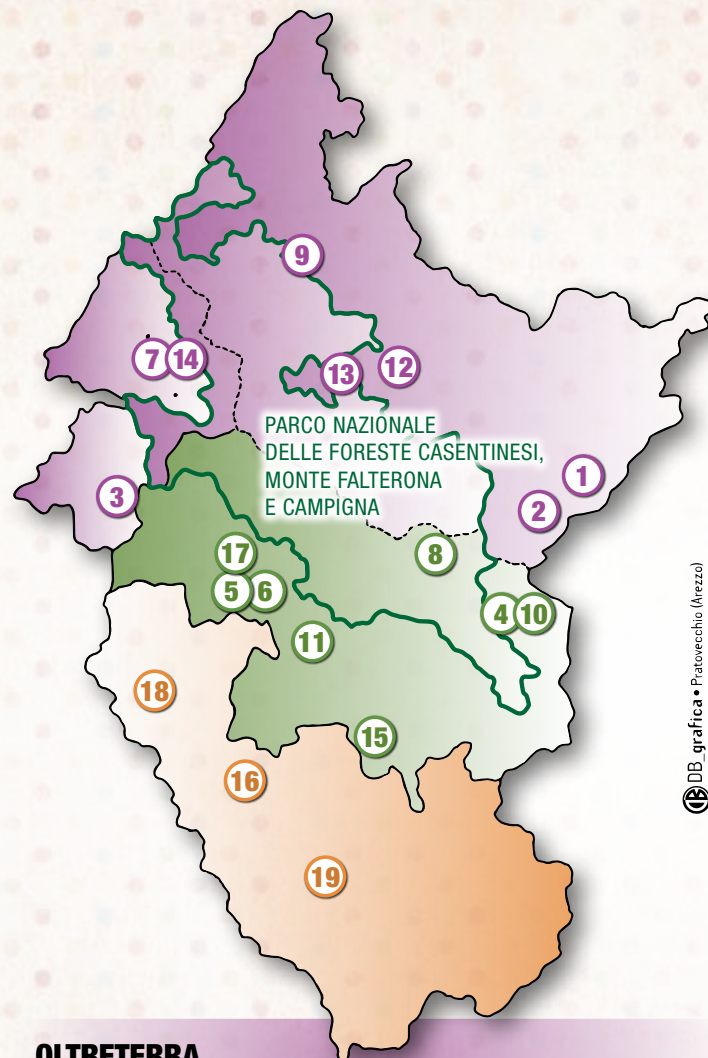 9
7 14
13
12
PARCO NAZIONALE
DELLE FORESTE CASENTINESI,
MONTE FALTERONA
E CAMPIGNA
1
3
2
17
8
5 6
4 10
11
18
15
16
19
DB_grafica • Pratovecchio (Arezzo)
OLTRETERRA